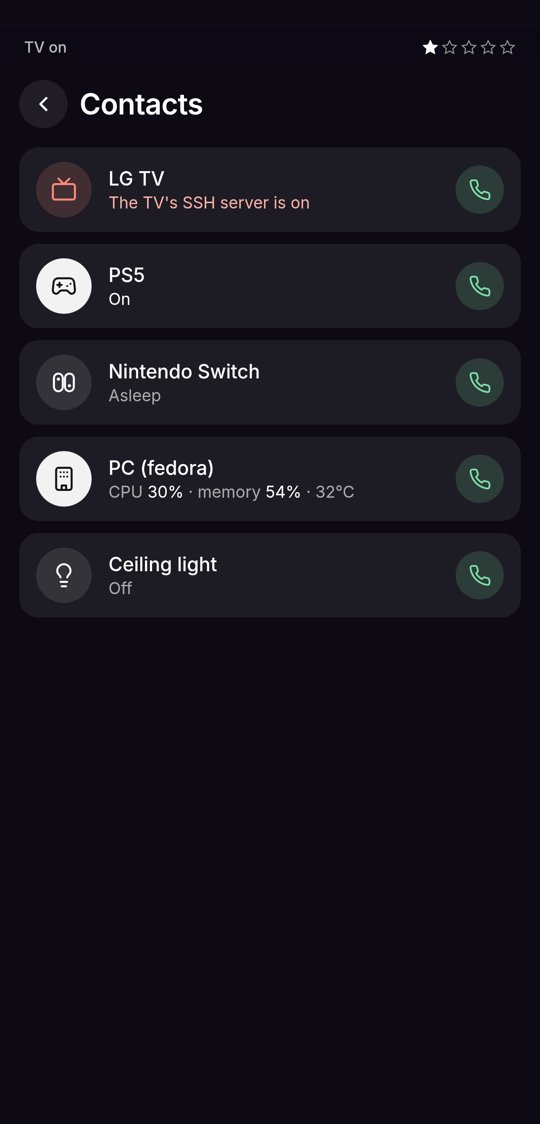 TV on
Contacts
LG TV
The TV's SSH server is on
PS5
On
Nintendo Switch
Asleep
PC (fedora)
CPU 30% · memory 54% · 32°C
Ceiling light
Off